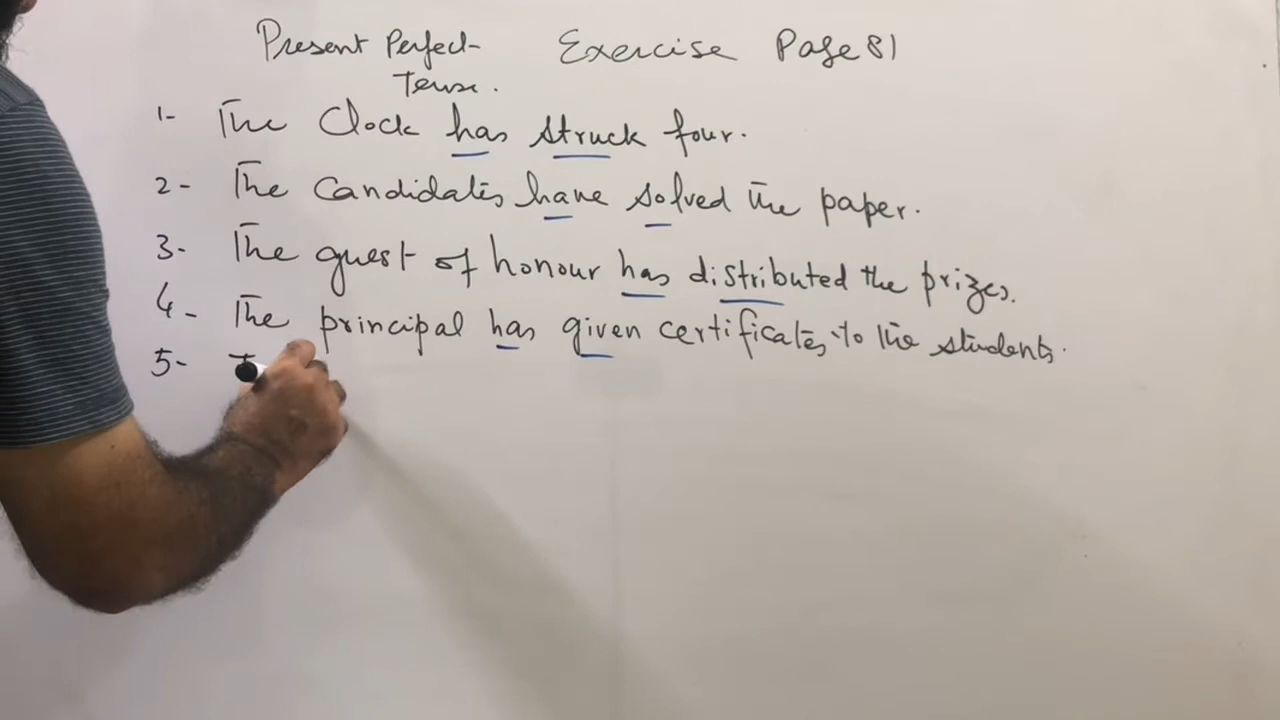 Present Perfect Exercise Page 81
Tense.
1- The Clock has struck four.
2- The candidates have solved the paper.
3- The guest of honour has distributed the prizes.
4- The principal has given certificates to the students.
5- T